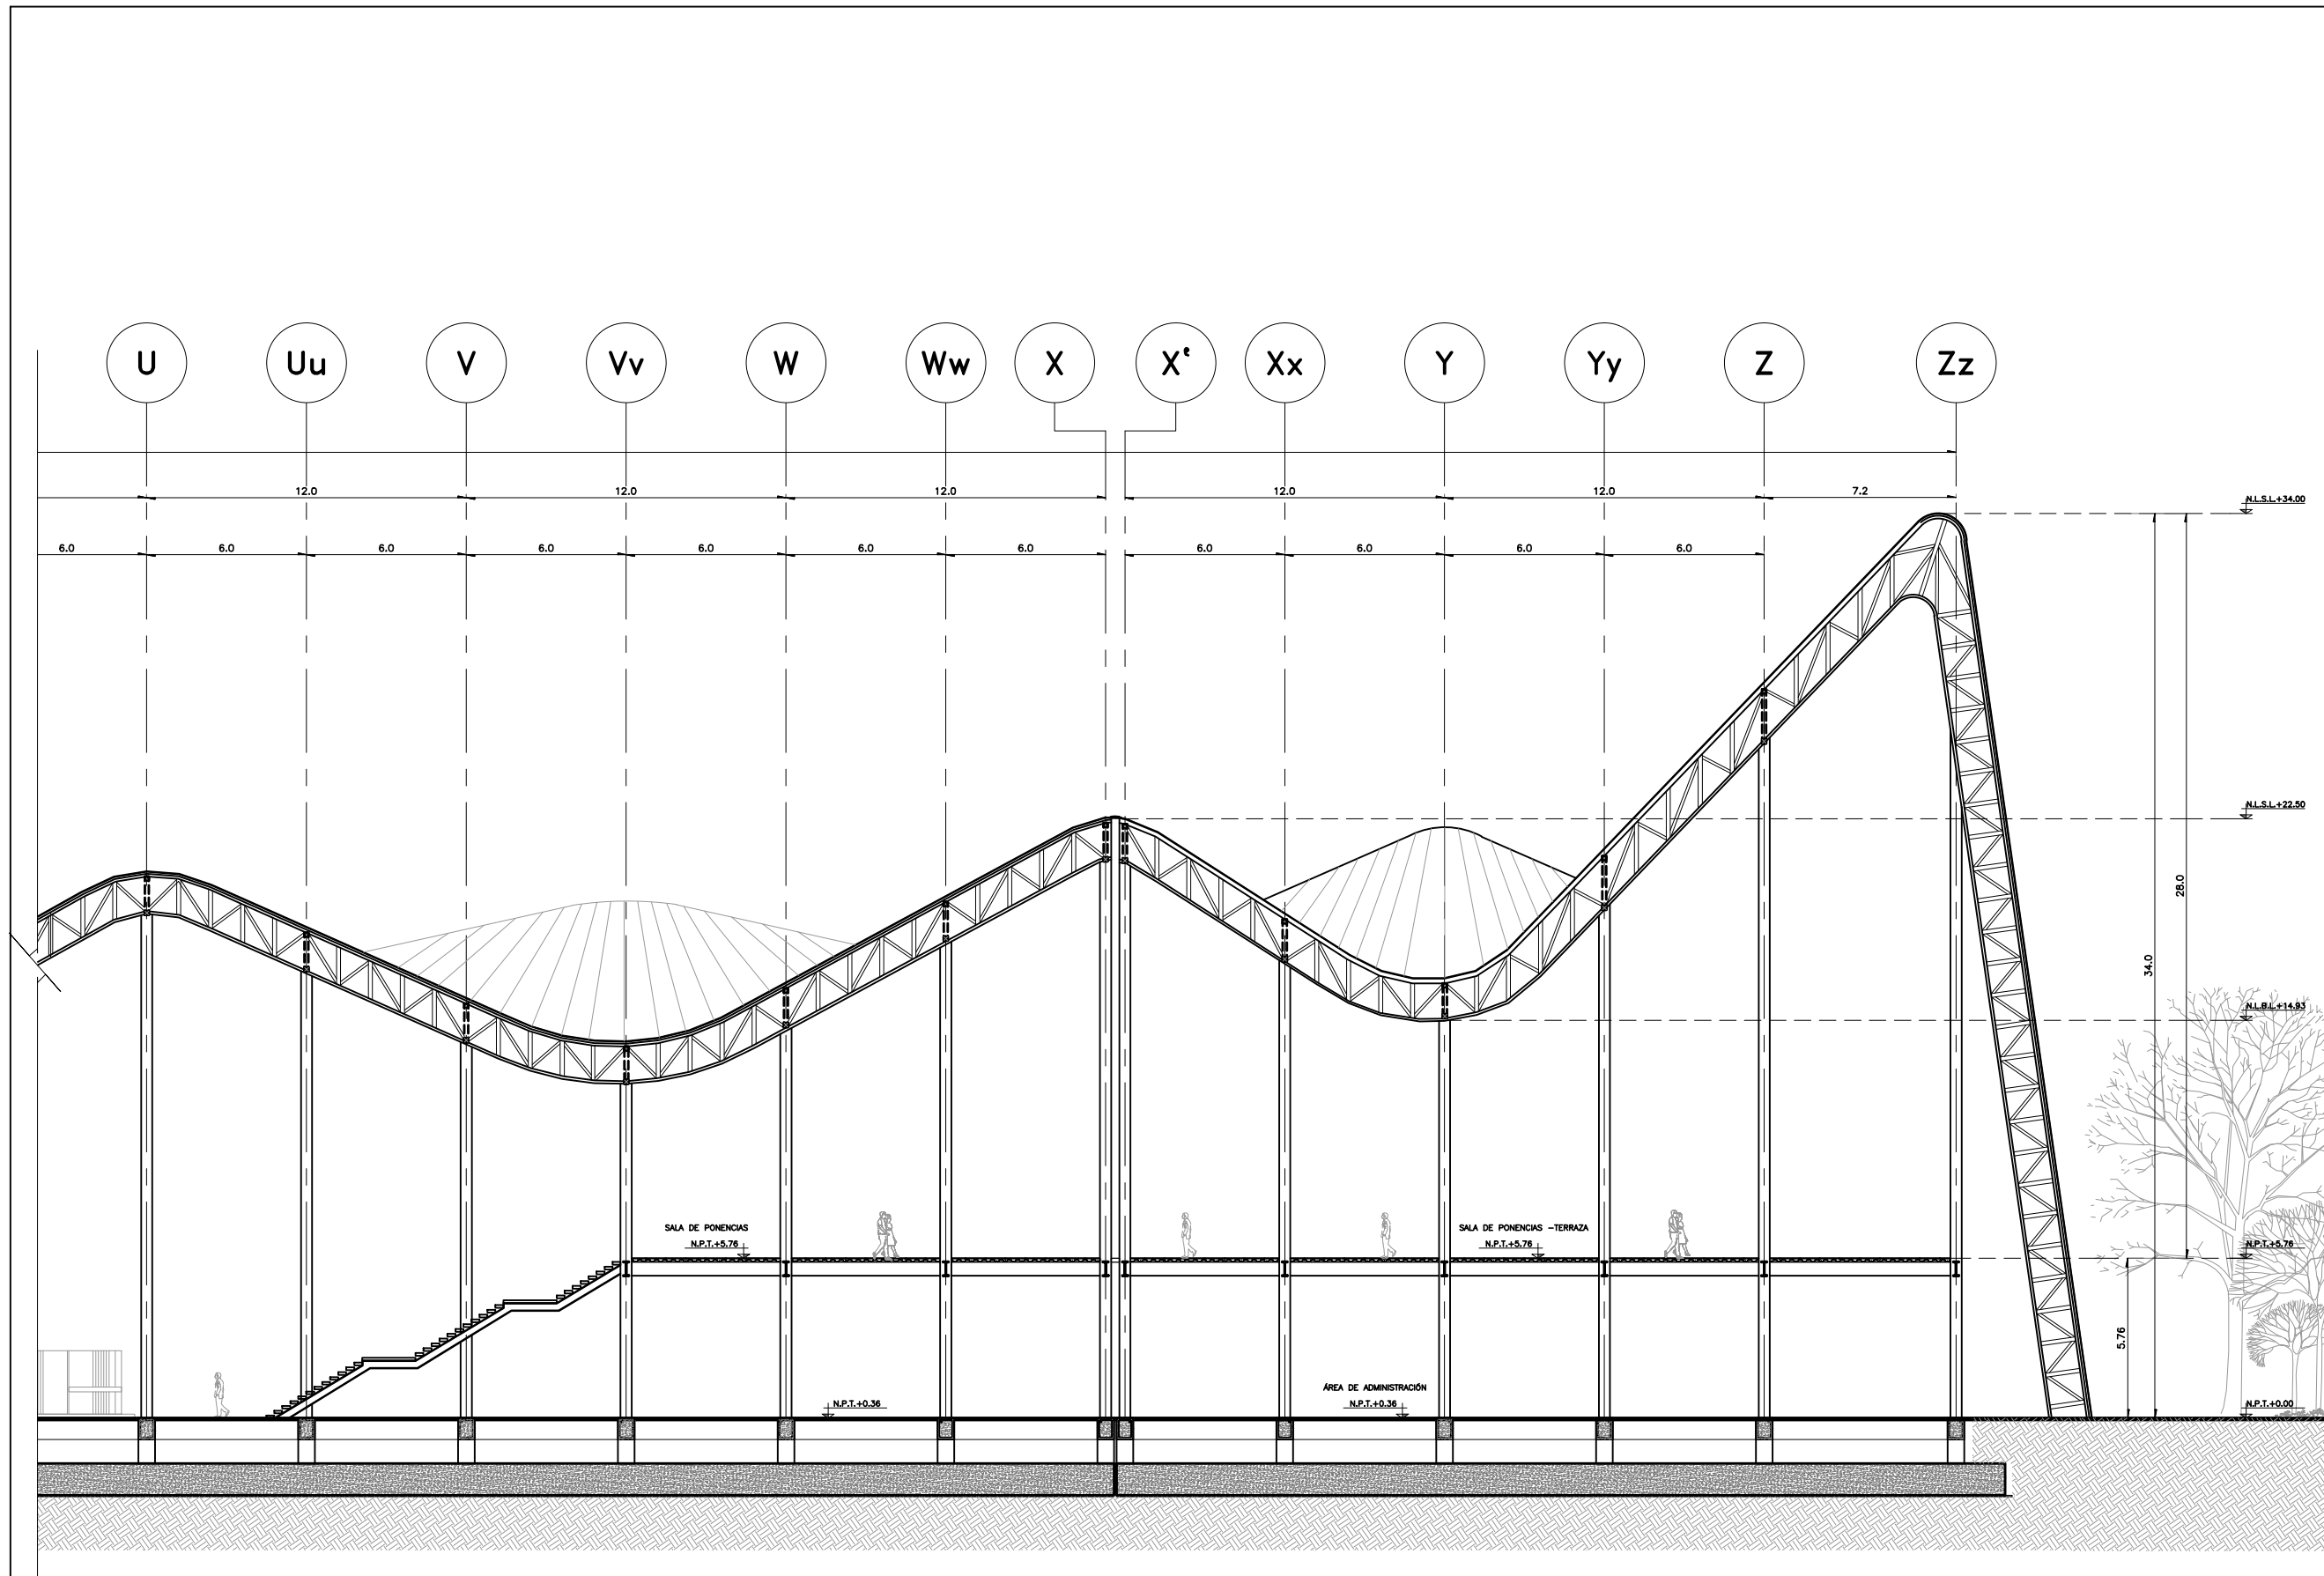 U Uu V Vv W Ww X X' Xx Y Yy Z Zz
12.0 12.0 12.0 12.0 12.0 7.2
N.L.S.L.+34.00
6.0 6.0 6.0 6.0 6.0 6.0 6.0 6.0 6.0 6.0 6.0
N.L.S.L.+22.50
28.0
34.0
N.L.B.L.+14.93
SALA DE PONENCIAS
N.P.T.+5.76
SALA DE PONENCIAS -TERRAZA
N.P.T.+5.76
N.P.T.+5.76
5.76
ÁREA DE ADMINISTRACIÓN
N.P.T.+0.36
N.P.T.+0.36
N.P.T.+0.00